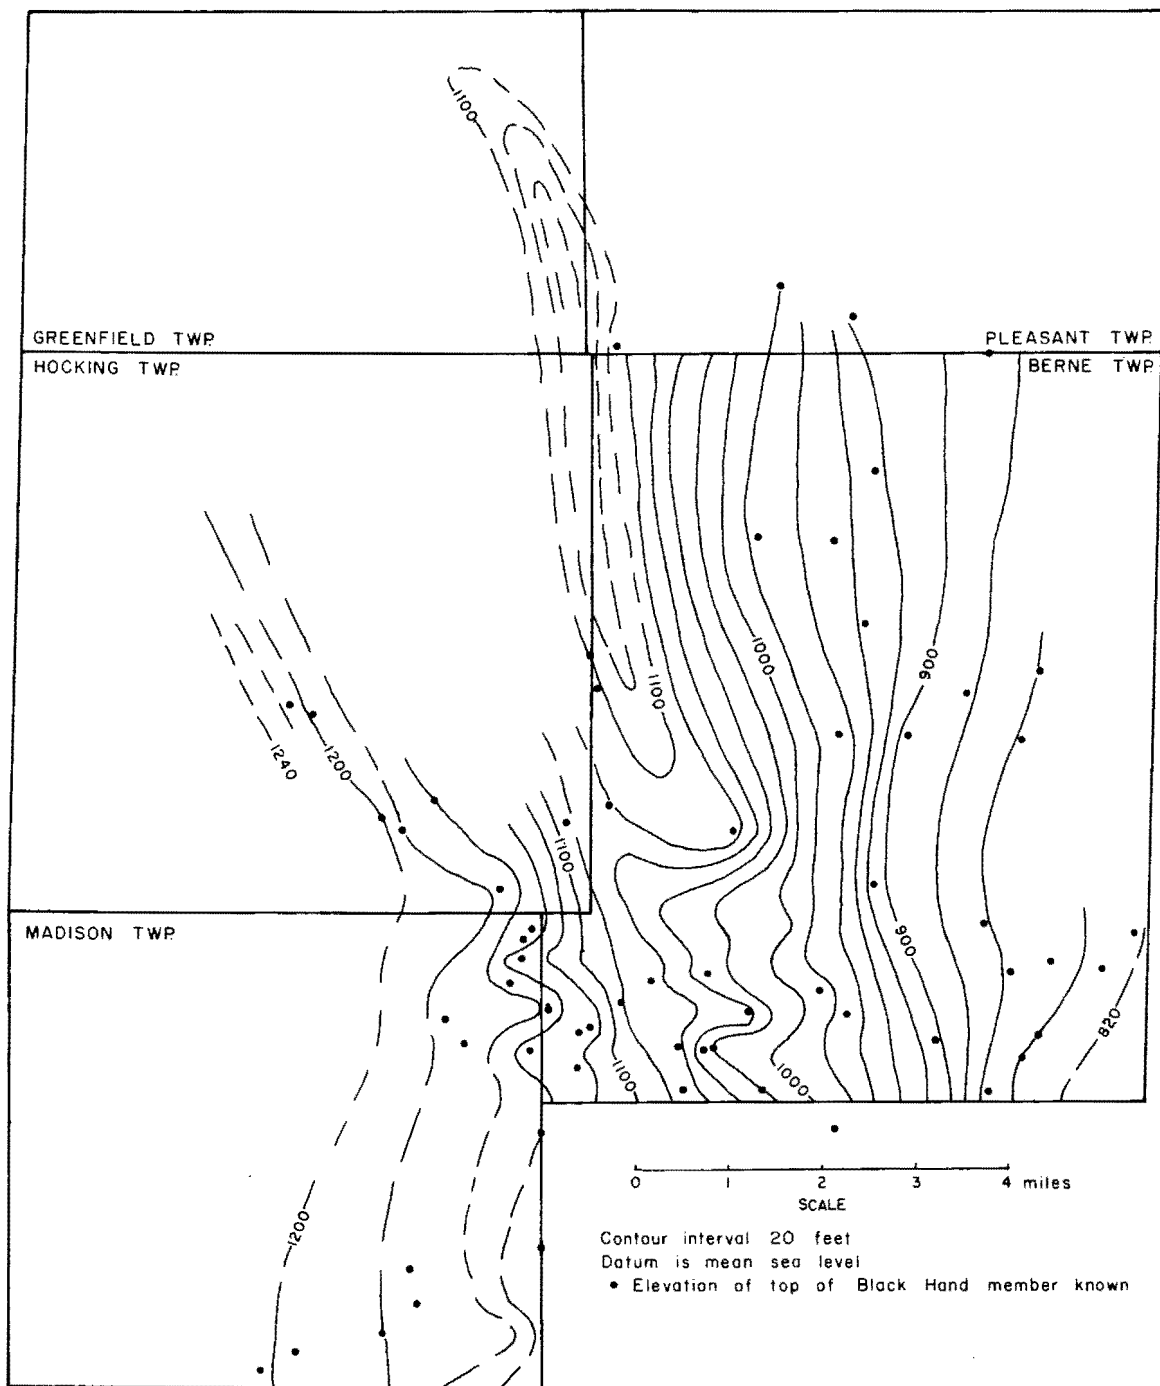 1100
GREENFIELD TWP.
PLEASANT TWP.
HOCKING TWP.
BERNE TWP.
1000
900
1100
1240
1200
1100
MADISON TWP.
900
820
1100
1000
1200
0 1 2 3 4 miles
SCALE
Contour interval 20 feet
Datum is mean sea level
• Elevation of top of Black Hand member known